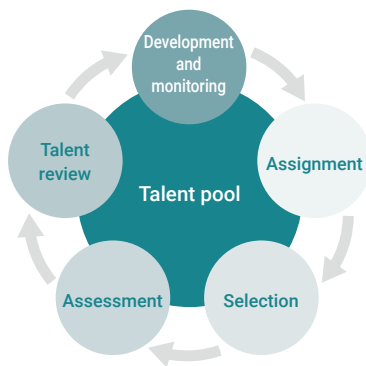 Development
and
monitoring
Talent
review
Assignment
Talent pool
Assessment
Selection